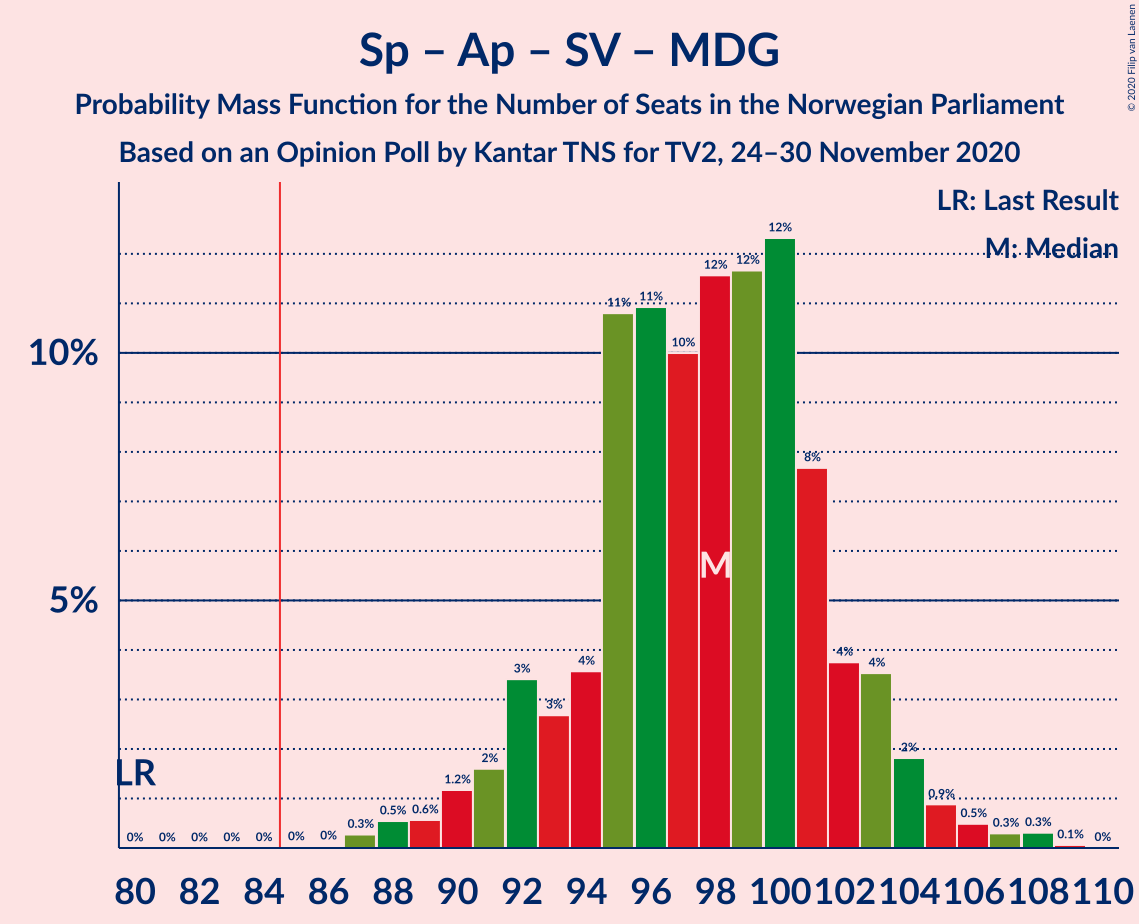 © 2020 Filip van Laenen
Sp – Ap – SV – MDG
Probability Mass Function for the Number of Seats in the Norwegian Parliament
Based on an Opinion Poll by Kantar TNS for TV2, 24–30 November 2020
LR: Last Result
M: Median
10%
5%
LR
M
0% 0% 0% 0% 0% 0% 0% 0.3% 0.5% 0.6% 1.2% 2% 3% 3% 4% 11% 11% 10% 12% 12% 12% 8% 4% 4% 2% 0.9% 0.5% 0.3% 0.3% 0.1% 0%
80 82 84 86 88 90 92 94 96 98 100 102 104 106 108 110